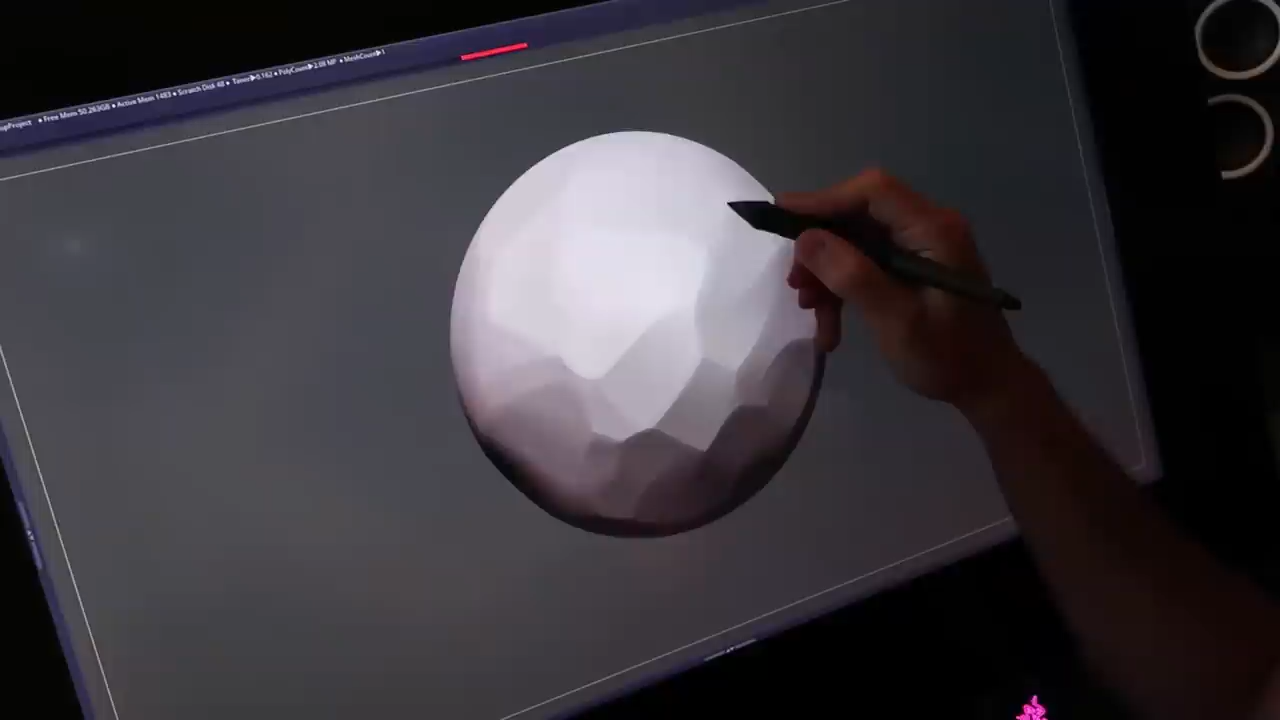 upProject • Free Mem 50.263GB • Active Mem 1483 • Scratch Disk 48 • Timer▶0.162 • PolyCount▶2.08 MP • MeshCount▶1